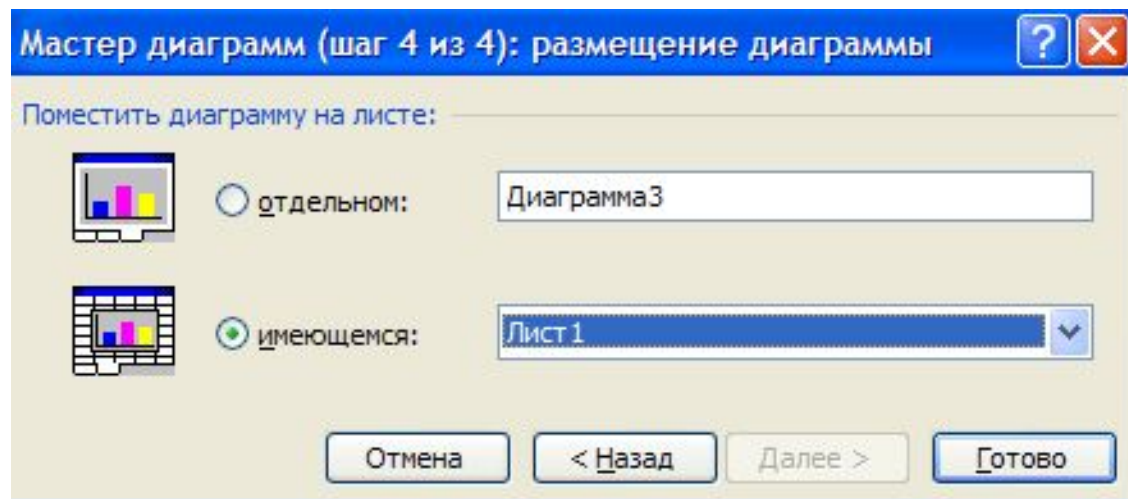 Мастер диаграмм (шаг 4 из 4): размещение диаграммы
Поместить диаграмму на листе:
отдельном: Диаграмма3
имеющемся: Лист1
Отмена < Назад Далее > Готово